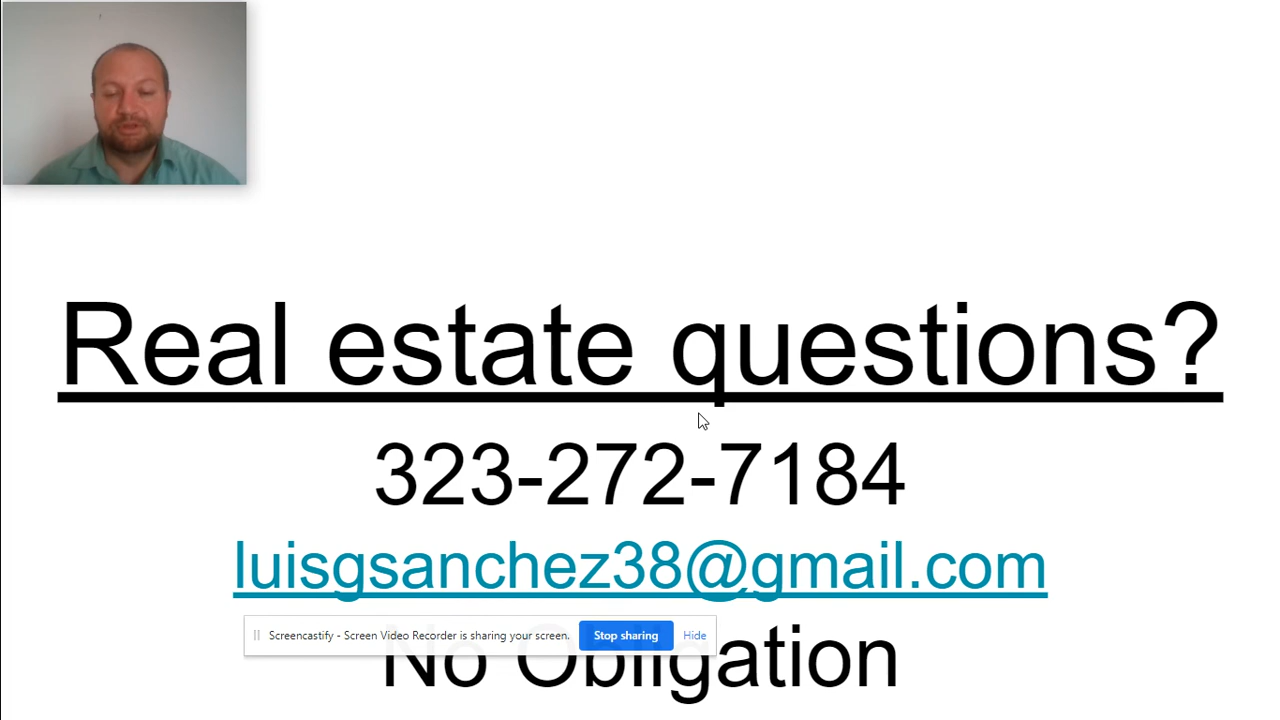 Real estate questions?
323-272-7184
luisgsanchez38@gmail.com
Screencastify - Screen Video Recorder is sharing your screen. Stop sharing Hide
No Obligation